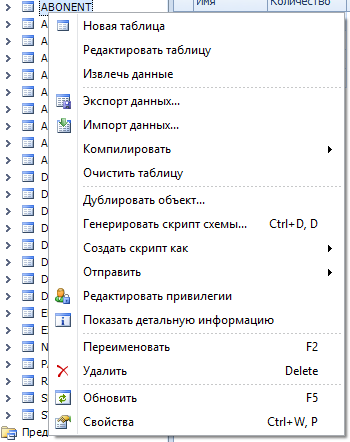 ABONENT
Имя Количество
Новая таблица
Редактировать таблицу
Извлечь данные
Экспорт данных...
Импорт данных...
Компилировать
Очистить таблицу
Дублировать объект...
Генерировать скрипт схемы... Ctrl+D, D
Создать скрипт как
Отправить
Редактировать привилегии
Показать детальную информацию
Переименовать F2
Удалить Delete
Обновить F5
Свойства Ctrl+W, P